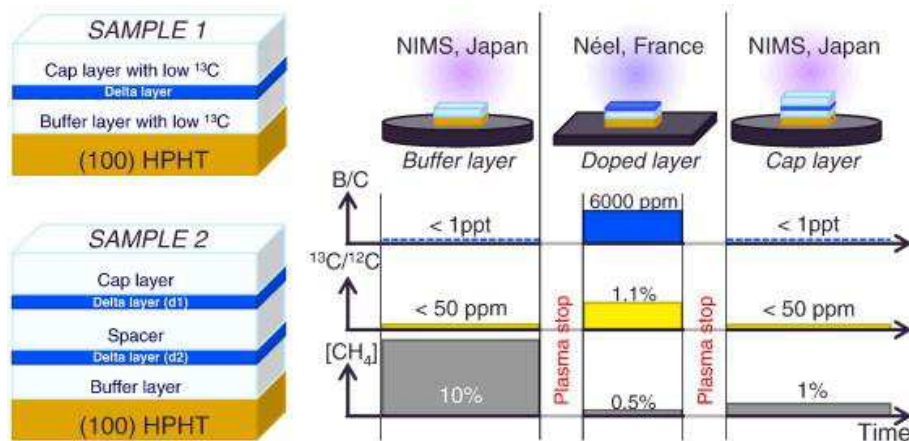 SAMPLE 1
Cap layer with low ¹³C
Delta layer
Buffer layer with low ¹³C
(100) HPHT
SAMPLE 2
Cap layer
Delta layer (d1)
Spacer
Delta layer (d2)
Buffer layer
(100) HPHT
NIMS, Japan
Néel, France
NIMS, Japan
Buffer layer
Doped layer
Cap layer
B/C
< 1ppt
6000 ppm
< 1ppt
¹³C/¹²C
< 50 ppm
1.1%
< 50 ppm
[CH₄]
10%
Plasma stop
0.5%
Plasma stop
1%
Time